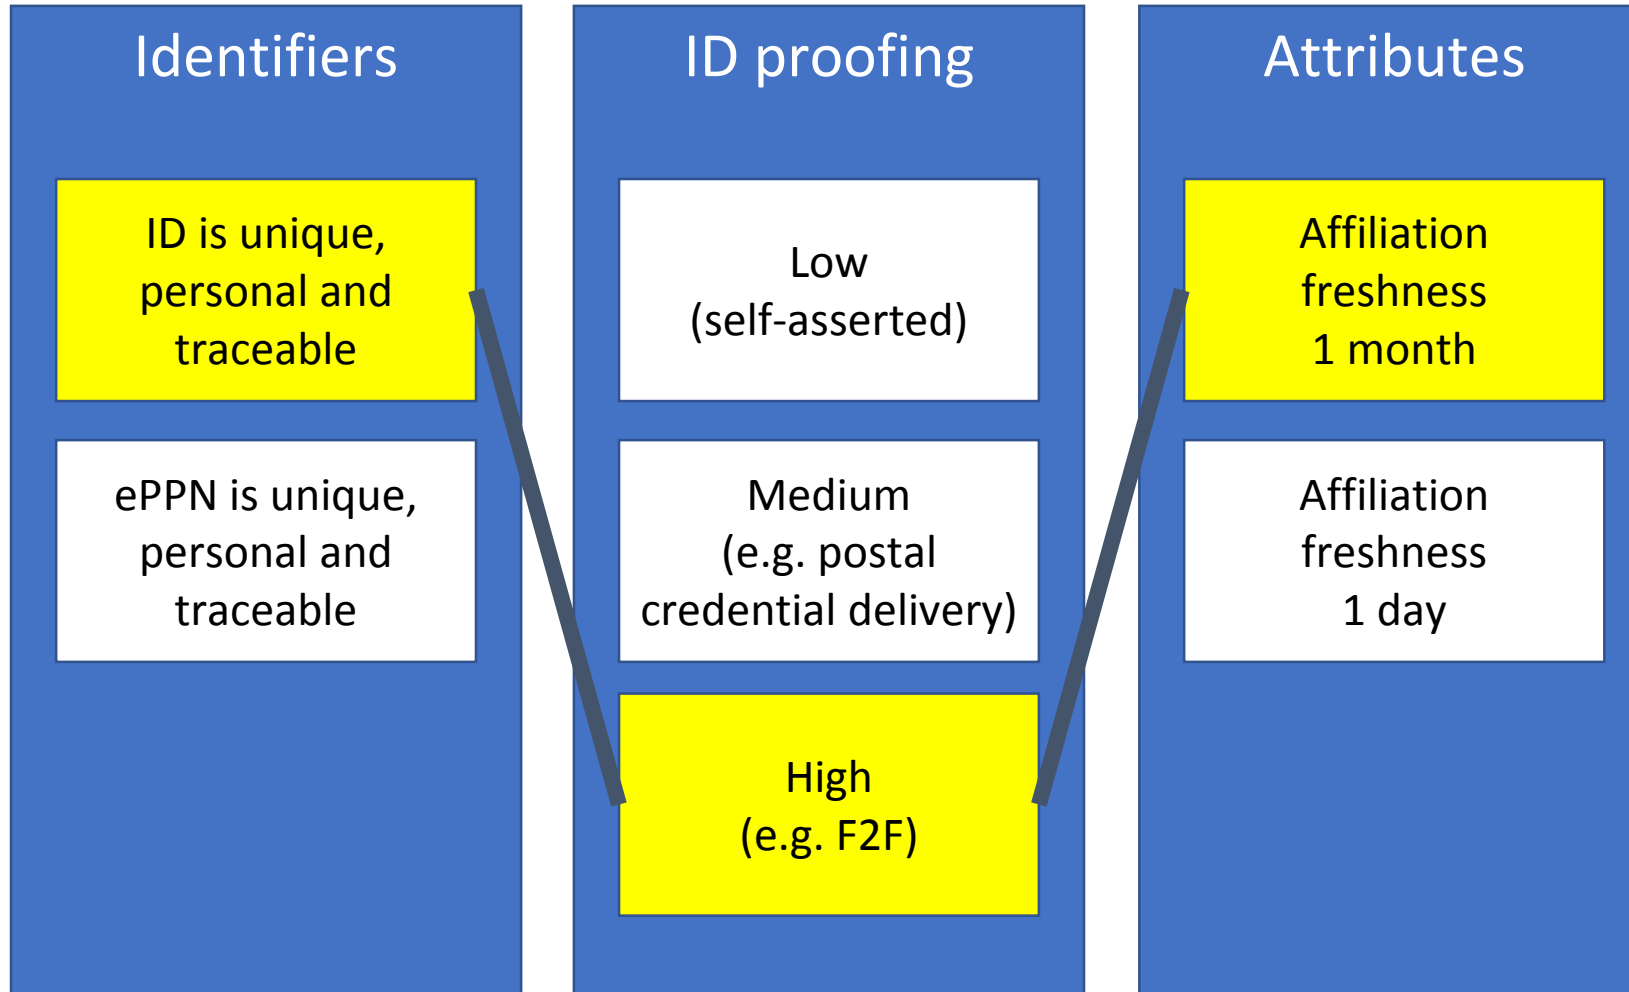 Identifiers
ID is unique,
personal and
traceable
ePPN is unique,
personal and
traceable
ID proofing
Low
(self-asserted)
Medium
(e.g. postal
credential delivery)
High
(e.g. F2F)
Attributes
Affiliation
freshness
1 month
Affiliation
freshness
1 day